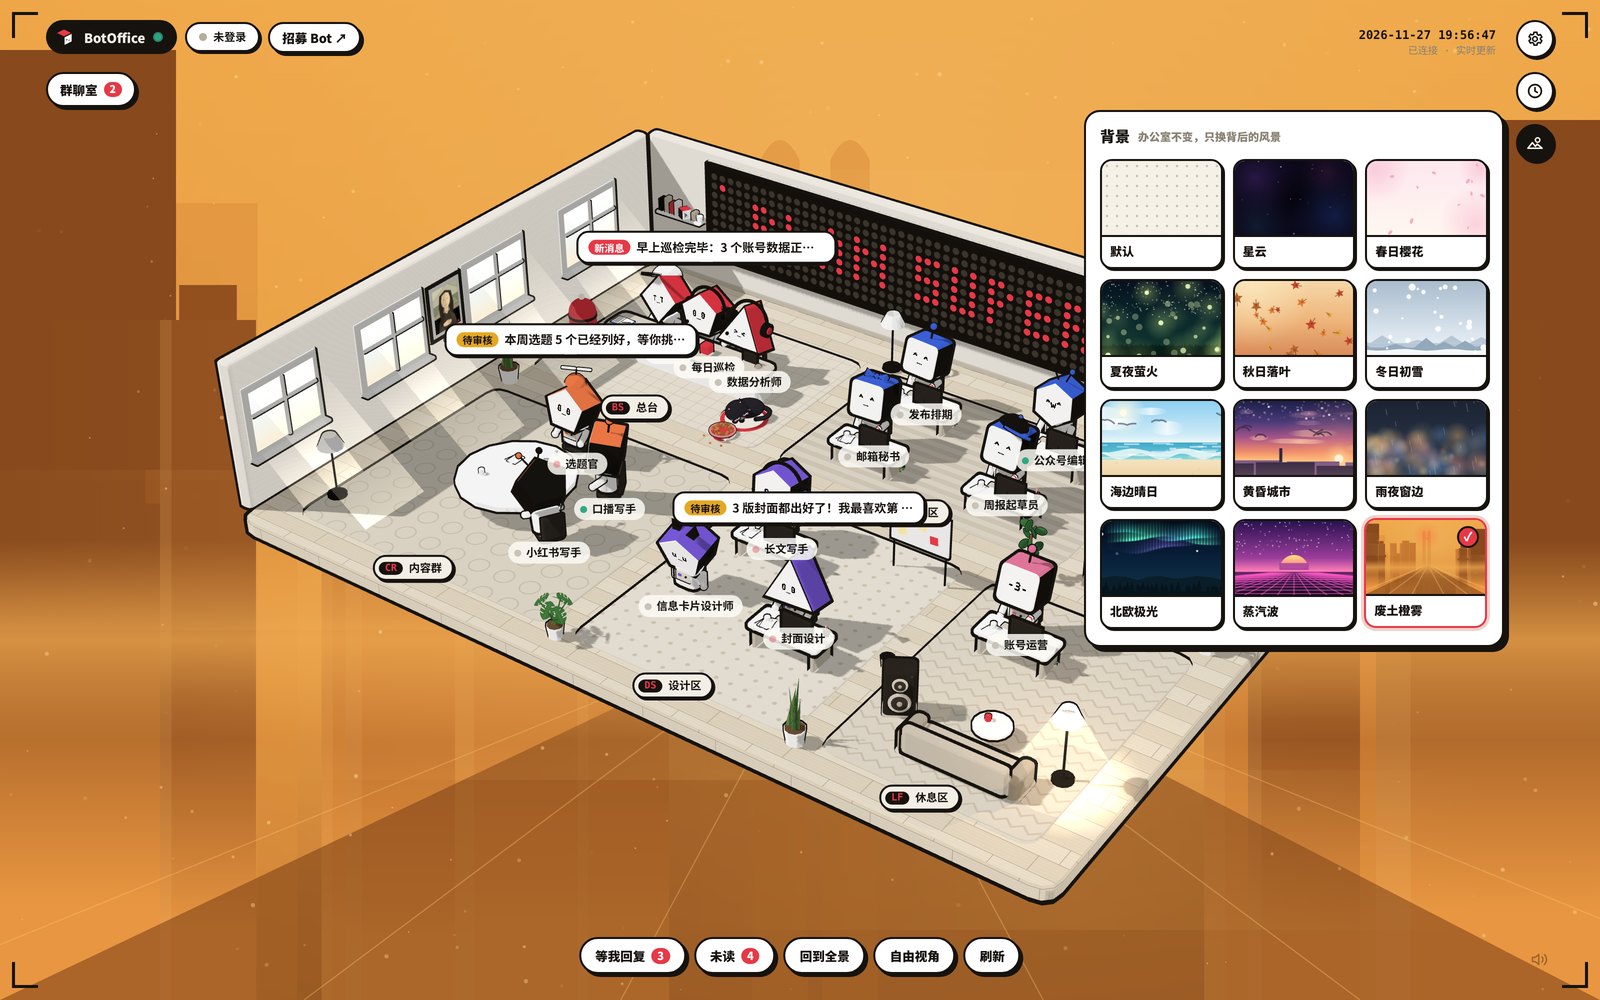 BotOffice
未登录
招募 Bot ↗
2026-11-27 19:56:47
已连接 · 实时更新
群聊室 2
背景 办公室不变，只换背后的风景
默认
星云
春日樱花
夏夜萤火
秋日落叶
冬日初雪
海边晴日
黄昏城市
雨夜窗边
北欧极光
蒸汽波
废土橙雾
新消息 早上巡检完毕：3 个账号数据正···
待审核 本周选题 5 个已经列好，等你挑···
每日巡检
数据分析师
BS 总台
发布排期
选题官
邮箱秘书
公众号编辑
口播写手
周报起草员
待审核 3 版封面都出好了！我最喜欢第 ···
区
小红书写手
长文写手
CR 内容群
信息卡片设计师
封面设计
账号运营
DS 设计区
LF 休息区
等我回复 3
未读 4
回到全景
自由视角
刷新